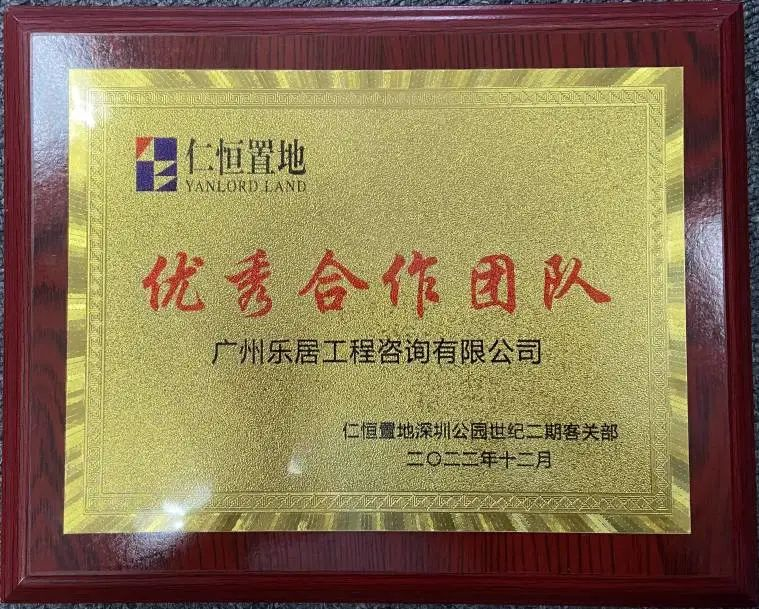 仁恒置地
YANLORD LAND
优秀合作团队
广州乐居工程咨询有限公司
仁恒置地深圳公园世纪二期客关部
二〇二二年十二月